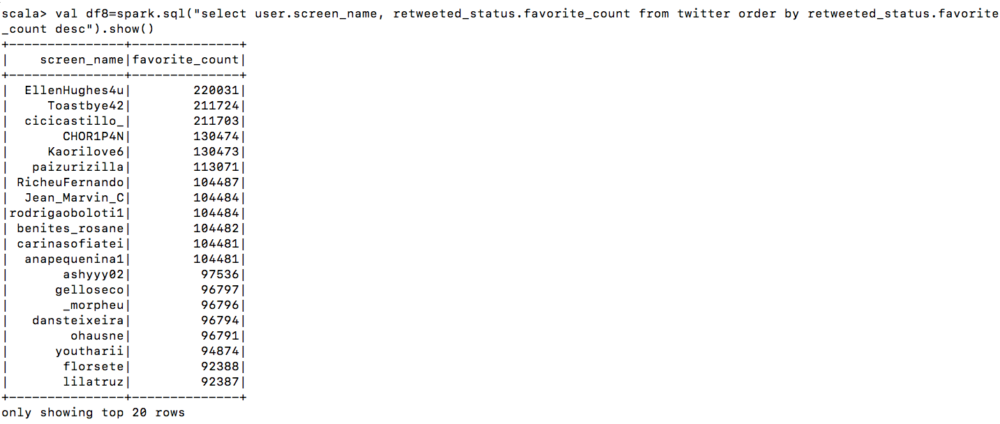 scala> val df8=spark.sql("select user.screen_name, retweeted_status.favorite_count from twitter order by retweeted_status.favorite
_count desc").show()
+---------------+--------------+
|    screen_name|favorite_count|
+---------------+--------------+
|  EllenHughes4u|        220031|
|     Toastbye42|        211724|
|  cicicastillo_|        211703|
|       CHOR1P4N|        130474|
|     Kaorilove6|        130473|
|   paizurizilla|        113071|
| RicheuFernando|        104487|
|  Jean_Marvin_C|        104484|
|rodrigaoboloti1|        104484|
| benites_rosane|        104482|
| carinasofiatei|        104481|
|  anapequenina1|        104481|
|       ashyyy02|         97536|
|      gelloseco|         96797|
|       _morpheu|         96796|
|   dansteixeira|         96794|
|        ohausne|         96791|
|      youtharii|         94874|
|       florsete|         92388|
|       lilatruz|         92387|
+---------------+--------------+
only showing top 20 rows